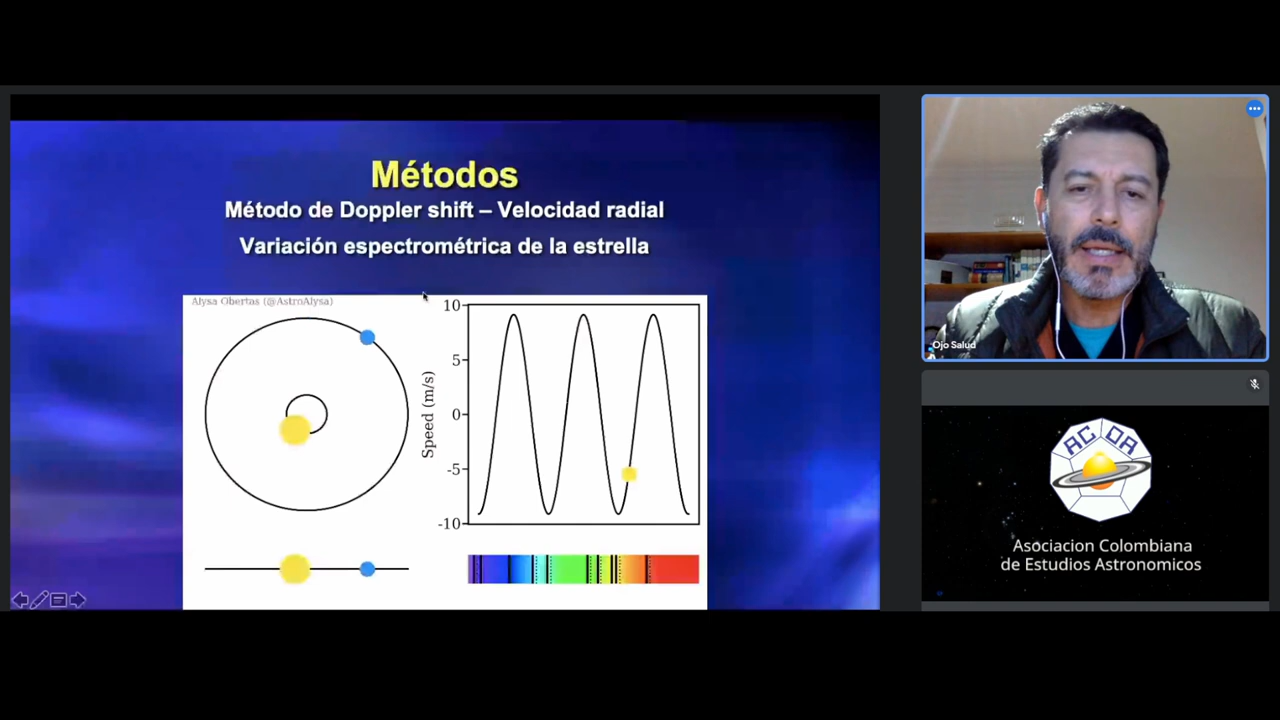 Métodos
Método de Doppler shift – Velocidad radial
Variación espectrométrica de la estrella
Alysa Obertas (@AstroAlysa)
10
5
0
-5
-10
Speed (m/s)
Ojo Salud
ACDA
Asociacion Colombiana
de Estudios Astronomicos